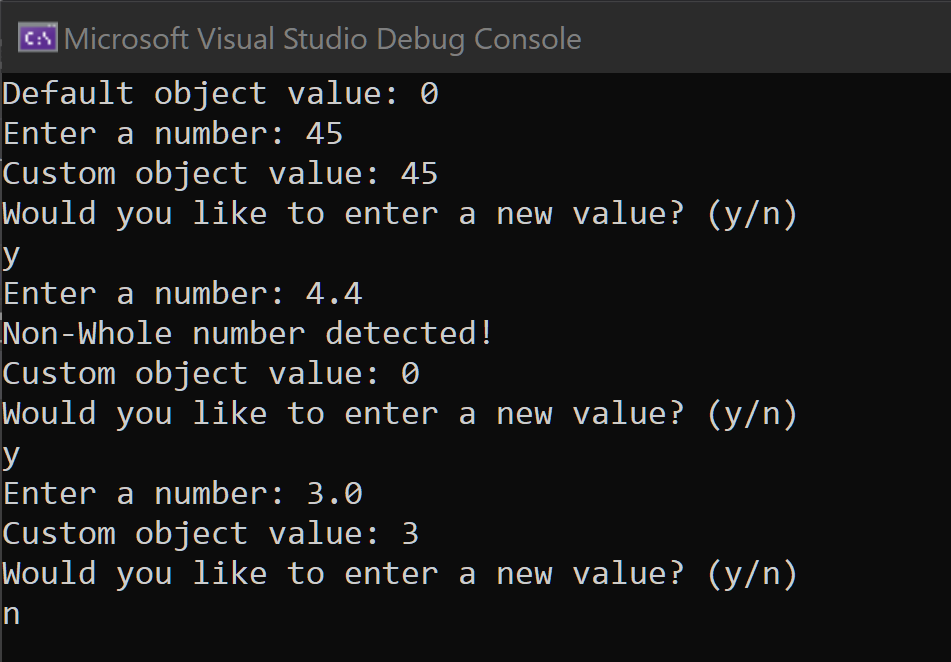 C:\ Microsoft Visual Studio Debug Console
Default object value: 0
Enter a number: 45
Custom object value: 45
Would you like to enter a new value? (y/n)
y
Enter a number: 4.4
Non-Whole number detected!
Custom object value: 0
Would you like to enter a new value? (y/n)
y
Enter a number: 3.0
Custom object value: 3
Would you like to enter a new value? (y/n)
n